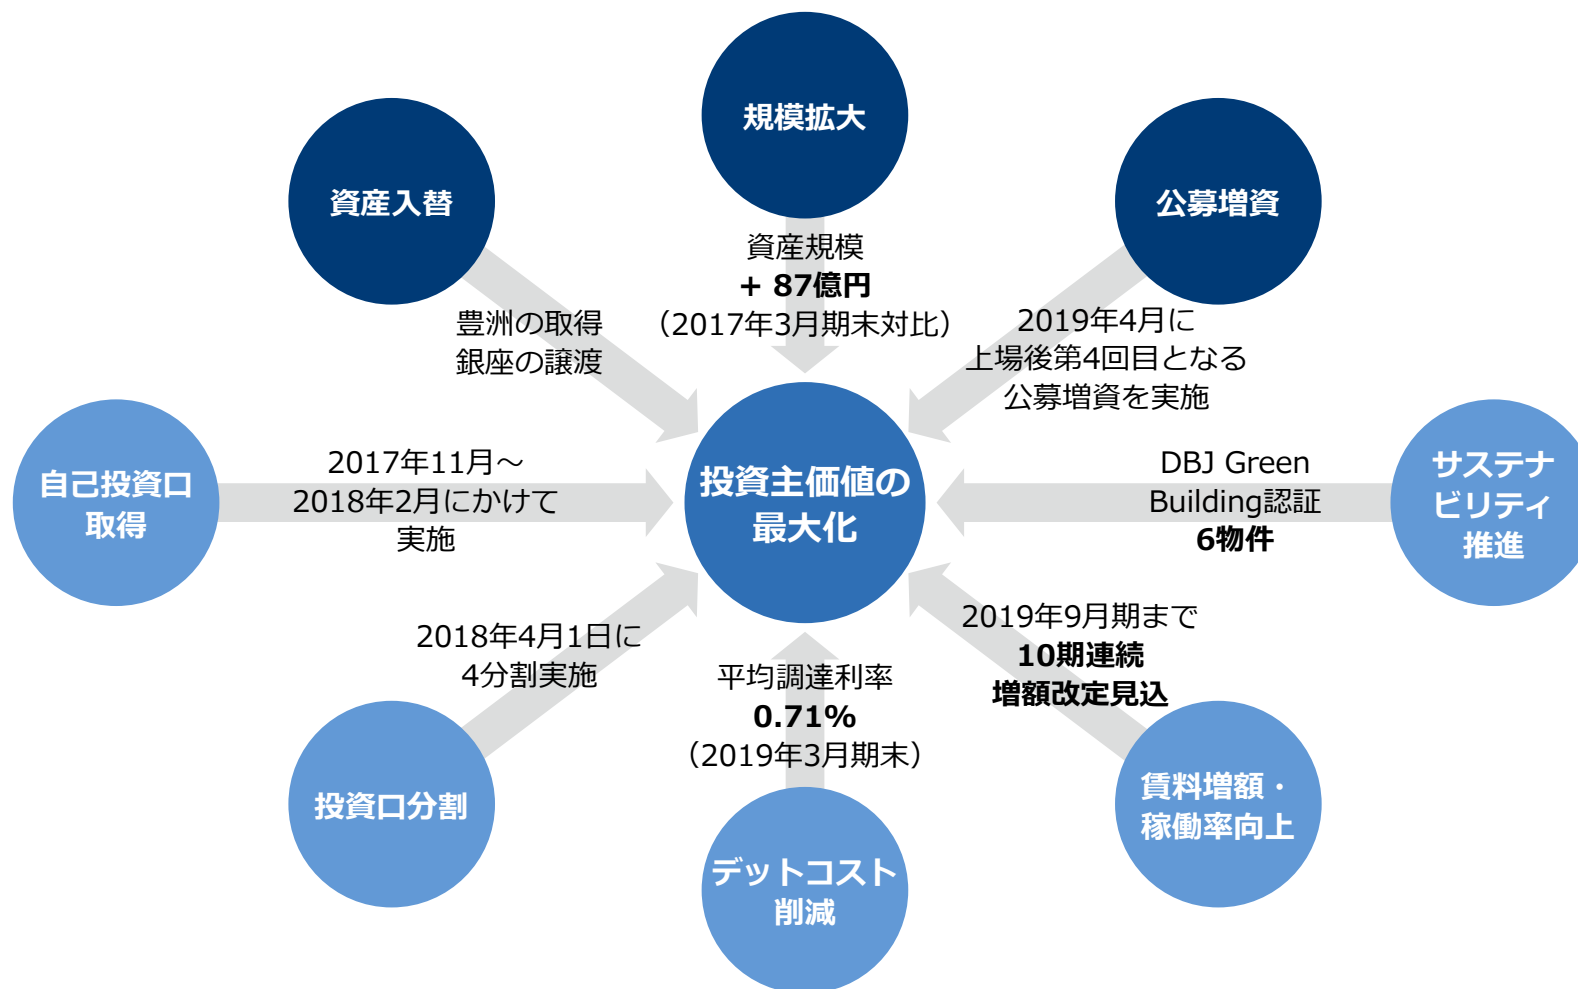 規模拡大
資産規模
+ 87億円
（2017年3月期末対比）
公募増資
2019年4月に
上場後第4回目となる
公募増資を実施
サステナ
ビリティ
推進
DBJ Green
Building認証
6物件
賃料増額・
稼働率向上
2019年9月期まで
10期連続
増額改定見込
デットコスト
削減
平均調達利率
0.71%
（2019年3月期末）
投資口分割
2018年4月1日に
4分割実施
自己投資口
取得
2017年11月～
2018年2月にかけて
実施
資産入替
豊洲の取得
銀座の譲渡
投資主価値の
最大化